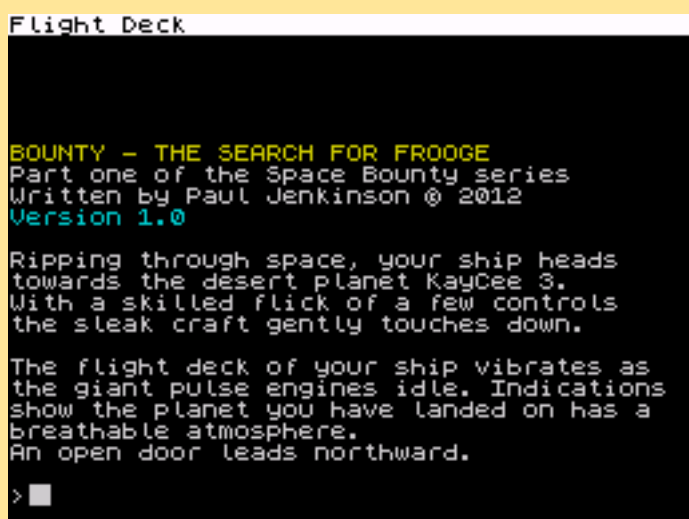 Flight Deck
BOUNTY – THE SEARCH FOR FROOGE
Part one of the Space Bounty series
Written by Paul Jenkinson © 2012
Version 1.0
Ripping through space, your ship heads
towards the desert planet KayCee 3.
With a skilled flick of a few controls
the sleak craft gently touches down.
The flight deck of your ship vibrates as
the giant pulse engines idle. Indications
show the planet you have landed on has a
breathable atmosphere.
An open door leads northward.
>